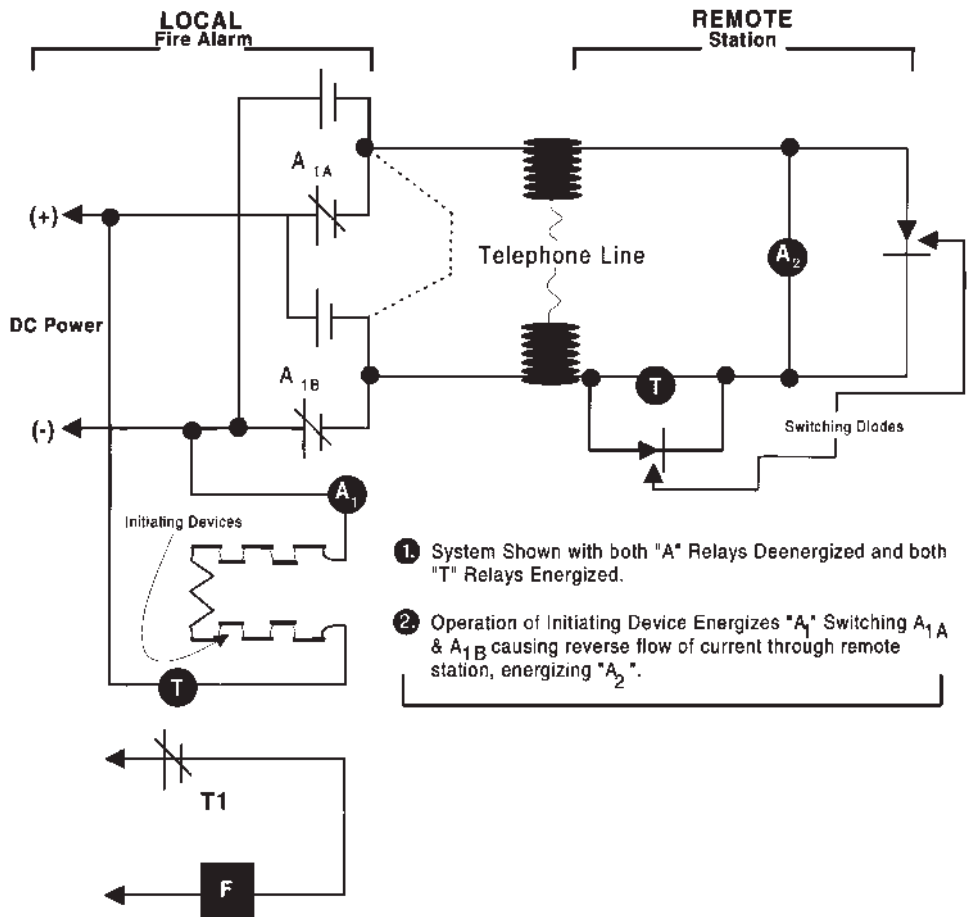 LOCAL
Fire Alarm
REMOTE
Station
A 1A
(+)
Telephone Line
A2
DC Power
A 1B
T
(-)
Switching Diodes
A1
Initiating Devices
1. System Shown with both "A" Relays Deenergized and both
"T" Relays Energized.
2. Operation of Initiating Device Energizes "A1" Switching A1A
& A1B causing reverse flow of current through remote
station, energizing "A2 ".
T
T1
F